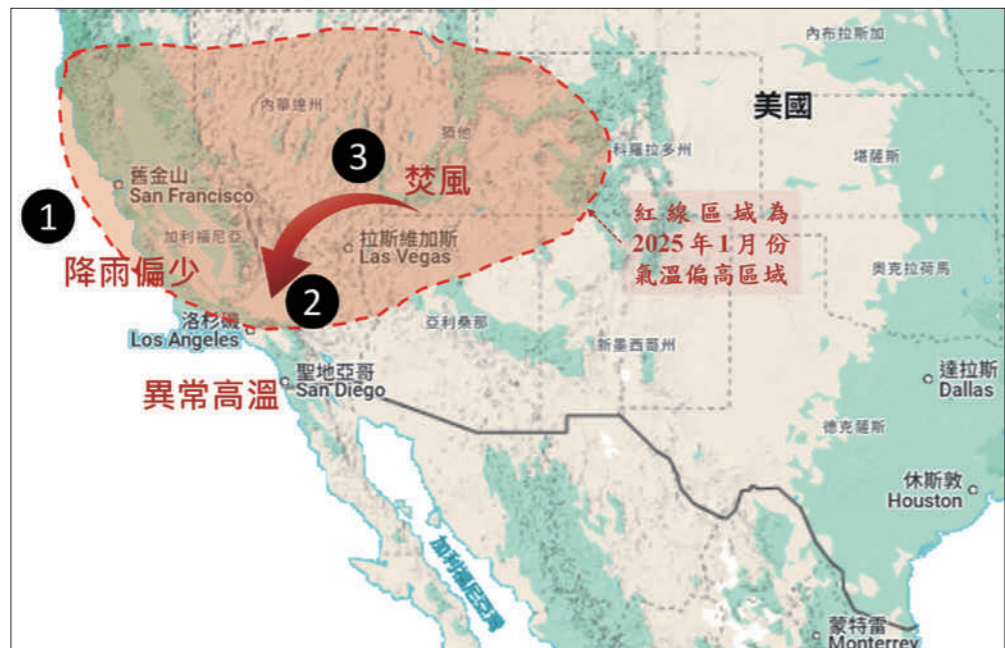 內布拉斯加
美國
內華達州
猶他
3
科羅拉多州
堪薩斯
舊金山
San Francisco
焚風
1
紅線區域為
2025年1月份
氣溫偏高區域
加利福尼亞
拉斯維加斯
Las Vegas
降雨偏少
奧克拉荷馬
2
洛杉磯
Los Angeles
亞利桑那
新墨西哥州
聖地亞哥
San Diego
異常高溫
達拉斯
Dallas
德克薩斯
休斯敦
Houston
加利福尼亞灣
蒙特雷
Monterrey